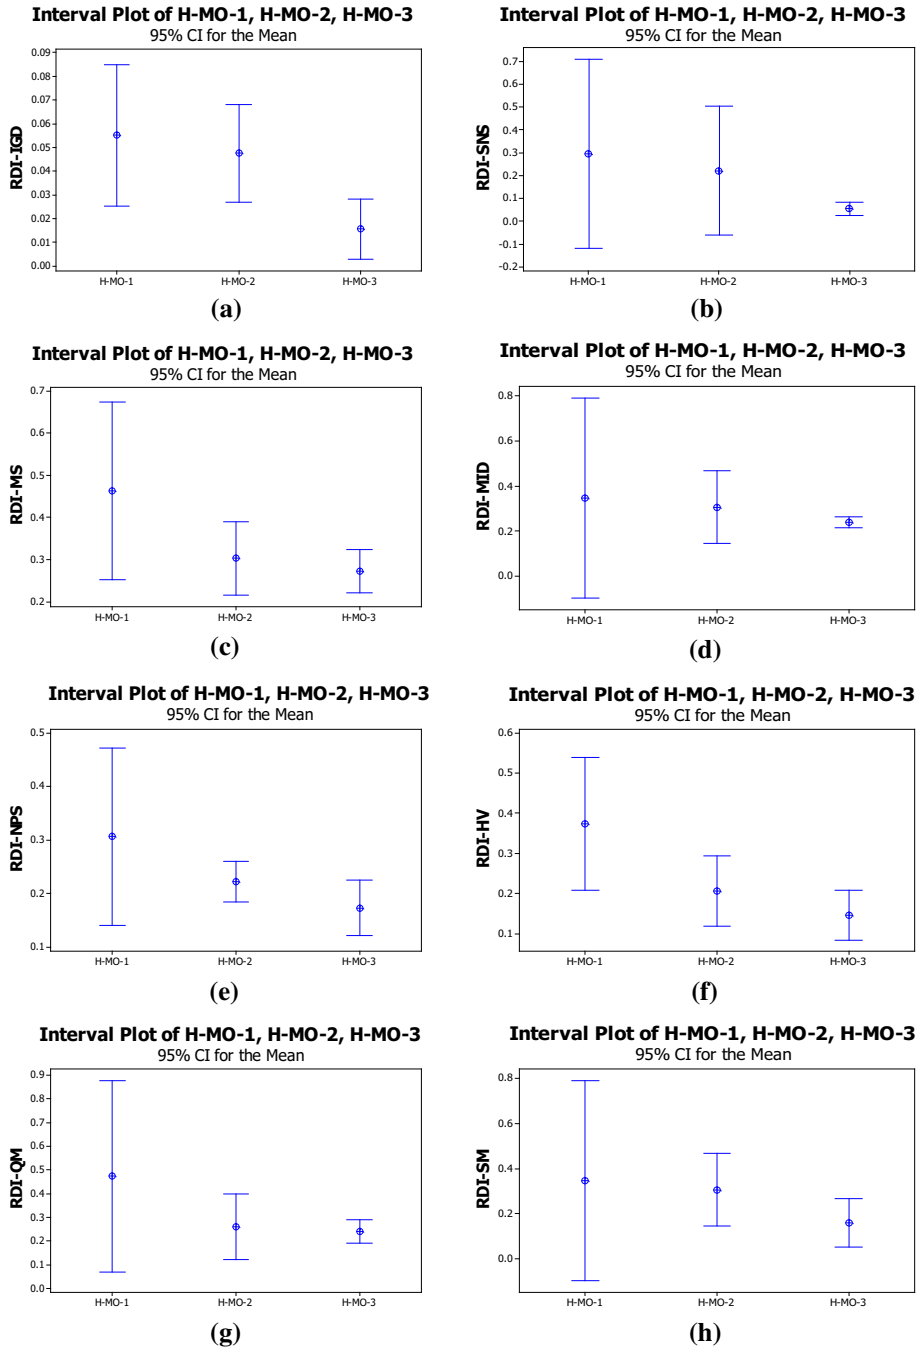 Interval Plot of H-MO-1, H-MO-2, H-MO-3
95% CI for the Mean
RDI-IGD
0.09
0.08
0.07
0.06
0.05
0.04
0.03
0.02
0.01
0.00
H-MO-1 H-MO-2 H-MO-3
(a)
Interval Plot of H-MO-1, H-MO-2, H-MO-3
95% CI for the Mean
RDI-SNS
0.7
0.6
0.5
0.4
0.3
0.2
0.1
0.0
-0.1
-0.2
H-MO-1 H-MO-2 H-MO-3
(b)
Interval Plot of H-MO-1, H-MO-2, H-MO-3
95% CI for the Mean
RDI-MS
0.7
0.6
0.5
0.4
0.3
0.2
H-MO-1 H-MO-2 H-MO-3
(c)
Interval Plot of H-MO-1, H-MO-2, H-MO-3
95% CI for the Mean
RDI-MID
0.8
0.6
0.4
0.2
0.0
H-MO-1 H-MO-2 H-MO-3
(d)
Interval Plot of H-MO-1, H-MO-2, H-MO-3
95% CI for the Mean
RDI-NPS
0.5
0.4
0.3
0.2
0.1
H-MO-1 H-MO-2 H-MO-3
(e)
Interval Plot of H-MO-1, H-MO-2, H-MO-3
95% CI for the Mean
RDI-HV
0.6
0.5
0.4
0.3
0.2
0.1
H-MO-1 H-MO-2 H-MO-3
(f)
Interval Plot of H-MO-1, H-MO-2, H-MO-3
95% CI for the Mean
RDI-QM
0.9
0.8
0.7
0.6
0.5
0.4
0.3
0.2
0.1
0.0
H-MO-1 H-MO-2 H-MO-3
(g)
Interval Plot of H-MO-1, H-MO-2, H-MO-3
95% CI for the Mean
RDI-SM
0.8
0.6
0.4
0.2
0.0
H-MO-1 H-MO-2 H-MO-3
(h)